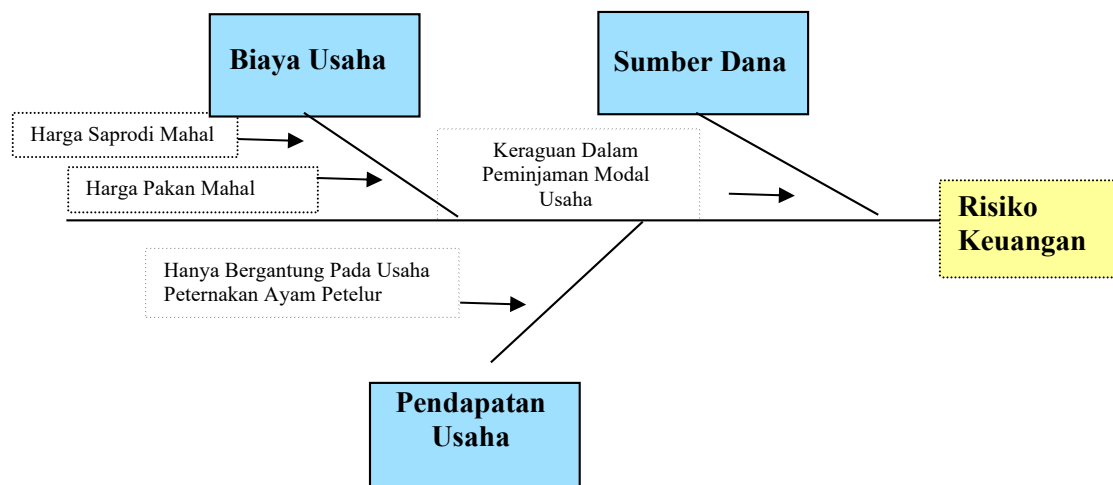 Biaya Usaha
Sumber Dana
Harga Saprodi Mahal
Harga Pakan Mahal
Keraguan Dalam
Peminjaman Modal
Usaha
Risiko
Keuangan
Hanya Bergantung Pada Usaha
Peternakan Ayam Petelur
Pendapatan
Usaha